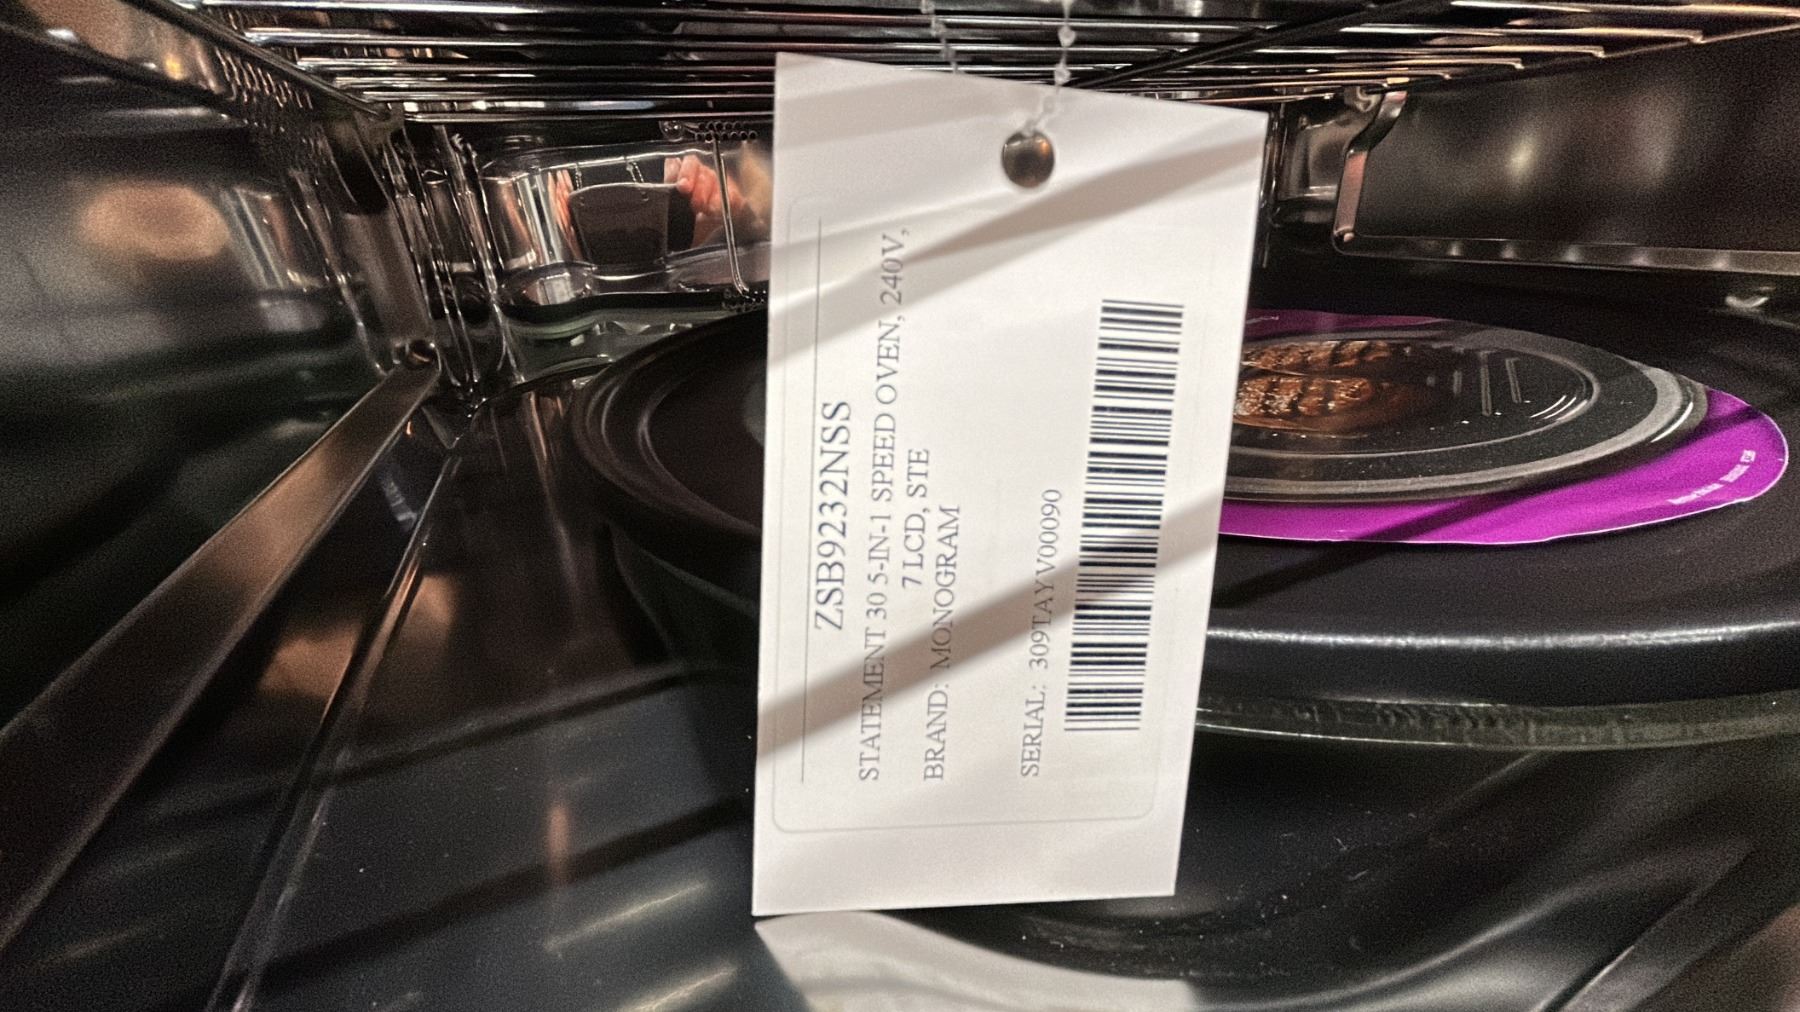 ZSB9232NSS
STATEMENT 30 5-IN-1 SPEED OVEN, 240V,
7 LCD, STE
BRAND: MONOGRAM
SERIAL: 309TAYV00090